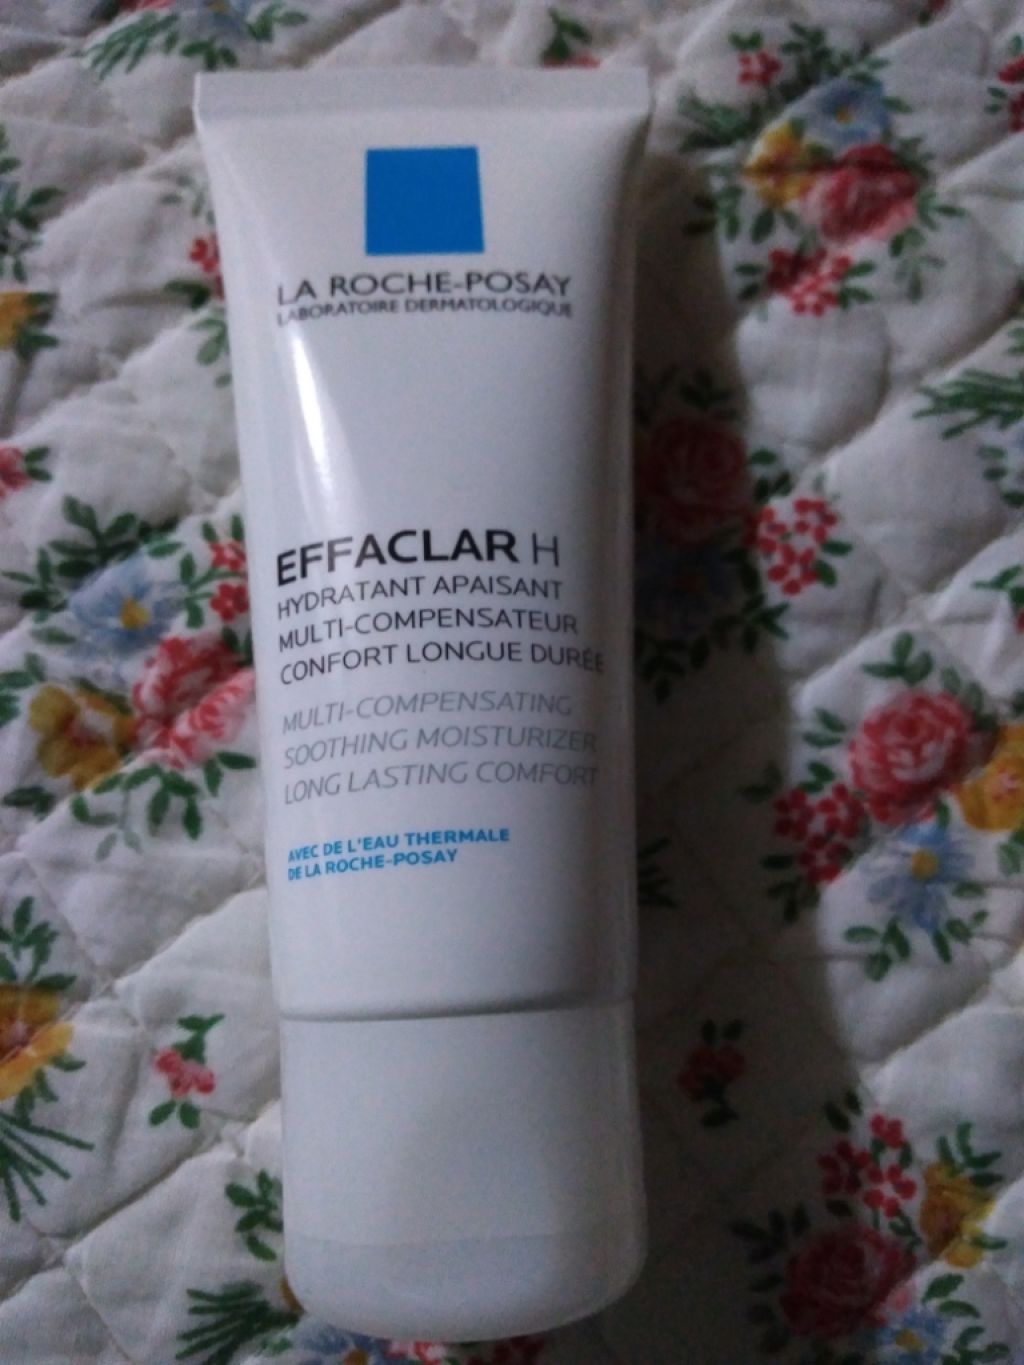 LA ROCHE-POSAY
LABORATOIRE DERMATOLOGIQUE
EFFACLAR H
HYDRATANT APAISANT
MULTI-COMPENSATEUR
CONFORT LONGUE DURÉE
MULTI-COMPENSATING
SOOTHING MOISTURIZER
LONG LASTING COMFORT
AVEC DE L'EAU THERMALE
DE LA ROCHE-POSAY